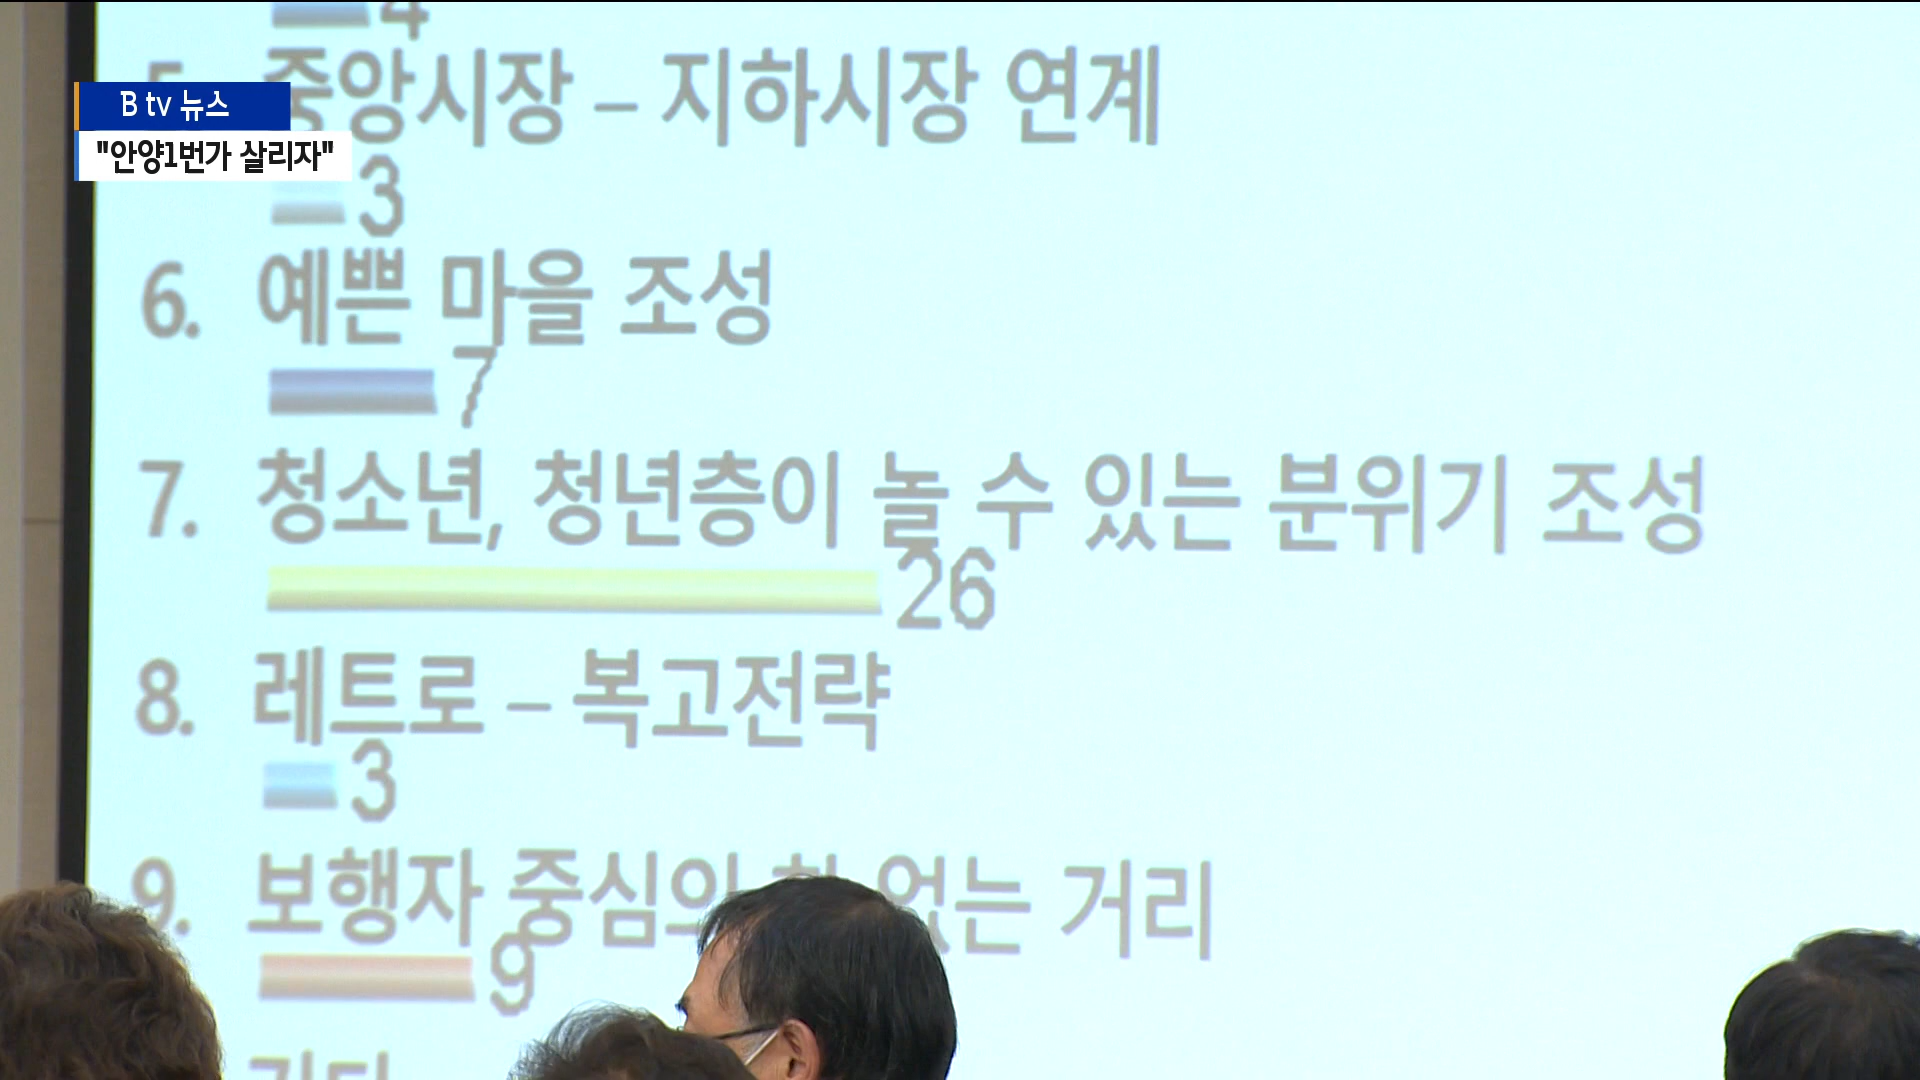 4
5. 중앙시장 – 지하시장 연계
B tv 뉴스
"안양1번가 살리자"
3
6. 예쁜 마을 조성
7
7. 청소년, 청년층이 놀 수 있는 분위기 조성
26
8. 레트로 – 복고전략
3
9. 보행자 중심의 없는 거리
9